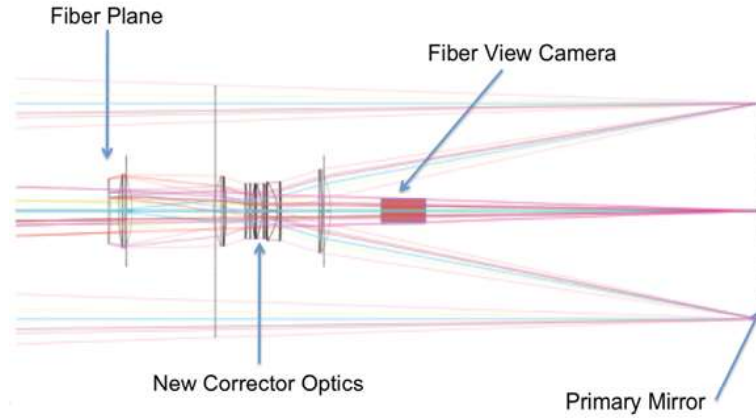 Fiber Plane
Fiber View Camera
New Corrector Optics
Primary Mirror